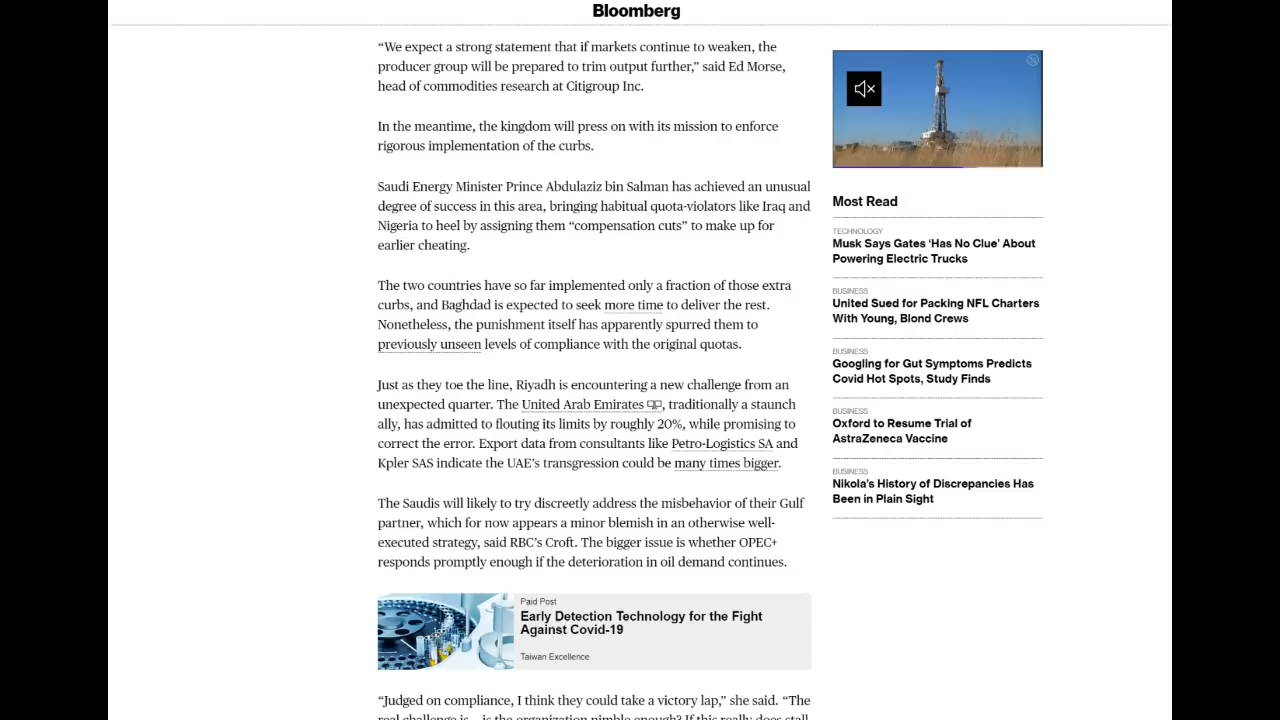 Bloomberg
“We expect a strong statement that if markets continue to weaken, the
producer group will be prepared to trim output further,” said Ed Morse,
head of commodities research at Citigroup Inc.
In the meantime, the kingdom will press on with its mission to enforce
rigorous implementation of the curbs.
Saudi Energy Minister Prince Abdulaziz bin Salman has achieved an unusual
degree of success in this area, bringing habitual quota-violators like Iraq and
Nigeria to heel by assigning them “compensation cuts” to make up for
earlier cheating.
The two countries have so far implemented only a fraction of those extra
curbs, and Baghdad is expected to seek more time to deliver the rest.
Nonetheless, the punishment itself has apparently spurred them to
previously unseen levels of compliance with the original quotas.
Just as they toe the line, Riyadh is encountering a new challenge from an
unexpected quarter. The United Arab Emirates, traditionally a staunch
ally, has admitted to flouting its limits by roughly 20%, while promising to
correct the error. Export data from consultants like Petro-Logistics SA and
Kpler SAS indicate the UAE’s transgression could be many times bigger.
The Saudis will likely to try discreetly address the misbehavior of their Gulf
partner, which for now appears a minor blemish in an otherwise well-
executed strategy, said RBC’s Croft. The bigger issue is whether OPEC+
responds promptly enough if the deterioration in oil demand continues.
Paid Post
Early Detection Technology for the Fight
Against Covid-19
Taiwan Excellence
“Judged on compliance, I think they could take a victory lap,” she said. “The
real challenge is – is the organization nimble enough? If this really does stall
Most Read
TECHNOLOGY
Musk Says Gates ‘Has No Clue’ About
Powering Electric Trucks
BUSINESS
United Sued for Packing NFL Charters
With Young, Blond Crews
BUSINESS
Googling for Gut Symptoms Predicts
Covid Hot Spots, Study Finds
BUSINESS
Oxford to Resume Trial of
AstraZeneca Vaccine
BUSINESS
Nikola’s History of Discrepancies Has
Been in Plain Sight